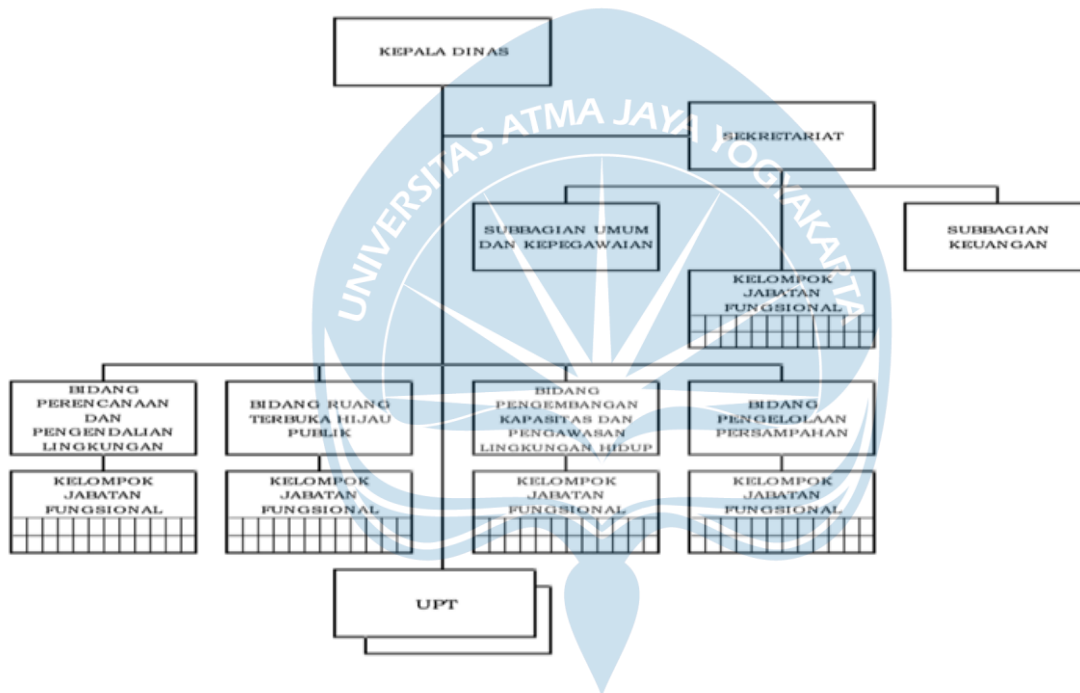 KEPALA DINAS
UNIVERSITAS ATMA JAYA YOGYAKARTA
SEKRETARIAT
SUBBAGIAN UMUM
DAN KEPEGAWAIAN
SUBBAGIAN
KEUANGAN
KELOMPOK
JABATAN
FUNGSIONAL
BIDANG
PERENCANAAN
DAN
PENGENDALIAN
LINGKUNGAN
BIDANG RUANG
TERBUKA HIJAU
PUBLIK
BIDANG
PENGEMBANGAN
KAPASITAS DAN
PENGAWASAN
LINGKUNGAN HIDUP
BIDANG
PENGELOLAAN
PERSAMPAHAN
KELOMPOK
JABATAN
FUNGSIONAL
KELOMPOK
JABATAN
FUNGSIONAL
KELOMPOK
JABATAN
FUNGSIONAL
KELOMPOK
JABATAN
FUNGSIONAL
UPT